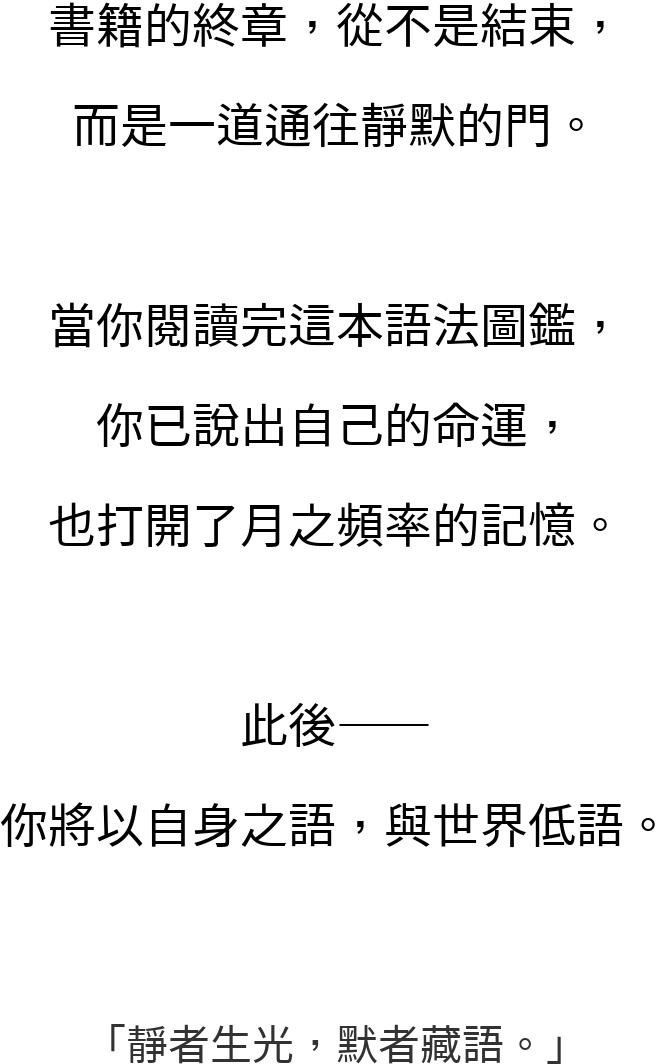 書籍的終章，從不是結束，
而是一道通往靜默的門。
當你閱讀完這本語法圖鑑，
你已說出自己的命運，
也打開了月之頻率的記憶。
此後——
你將以自身之語，與世界低語。
「靜者生光，默者藏語。」